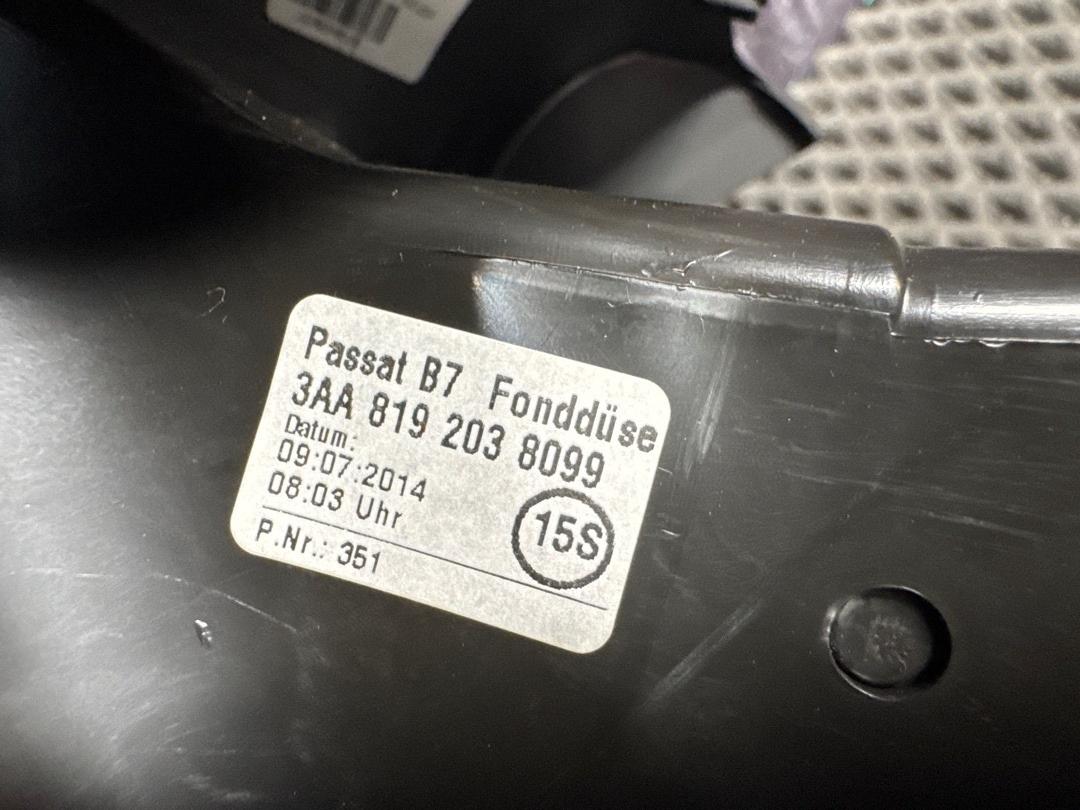 Passat B7 Fonddüse
3AA 819 203 8099
Datum:
09:07:2014
08:03 Uhr
15S
P.Nr.: 351